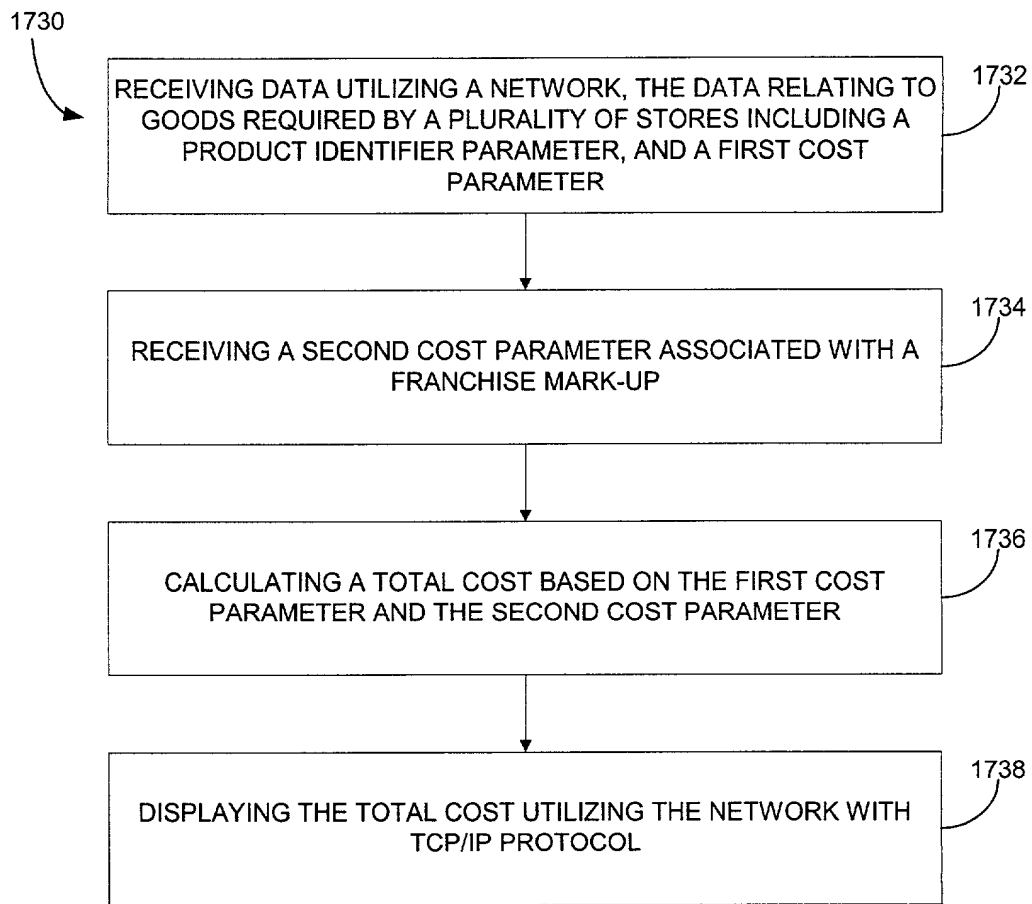 1730
1732
RECEIVING DATA UTILIZING A NETWORK, THE DATA RELATING TO
GOODS REQUIRED BY A PLURALITY OF STORES INCLUDING A
PRODUCT IDENTIFIER PARAMETER, AND A FIRST COST
PARAMETER
1734
RECEIVING A SECOND COST PARAMETER ASSOCIATED WITH A
FRANCHISE MARK-UP
1736
CALCULATING A TOTAL COST BASED ON THE FIRST COST
PARAMETER AND THE SECOND COST PARAMETER
1738
DISPLAYING THE TOTAL COST UTILIZING THE NETWORK WITH
TCP/IP PROTOCOL